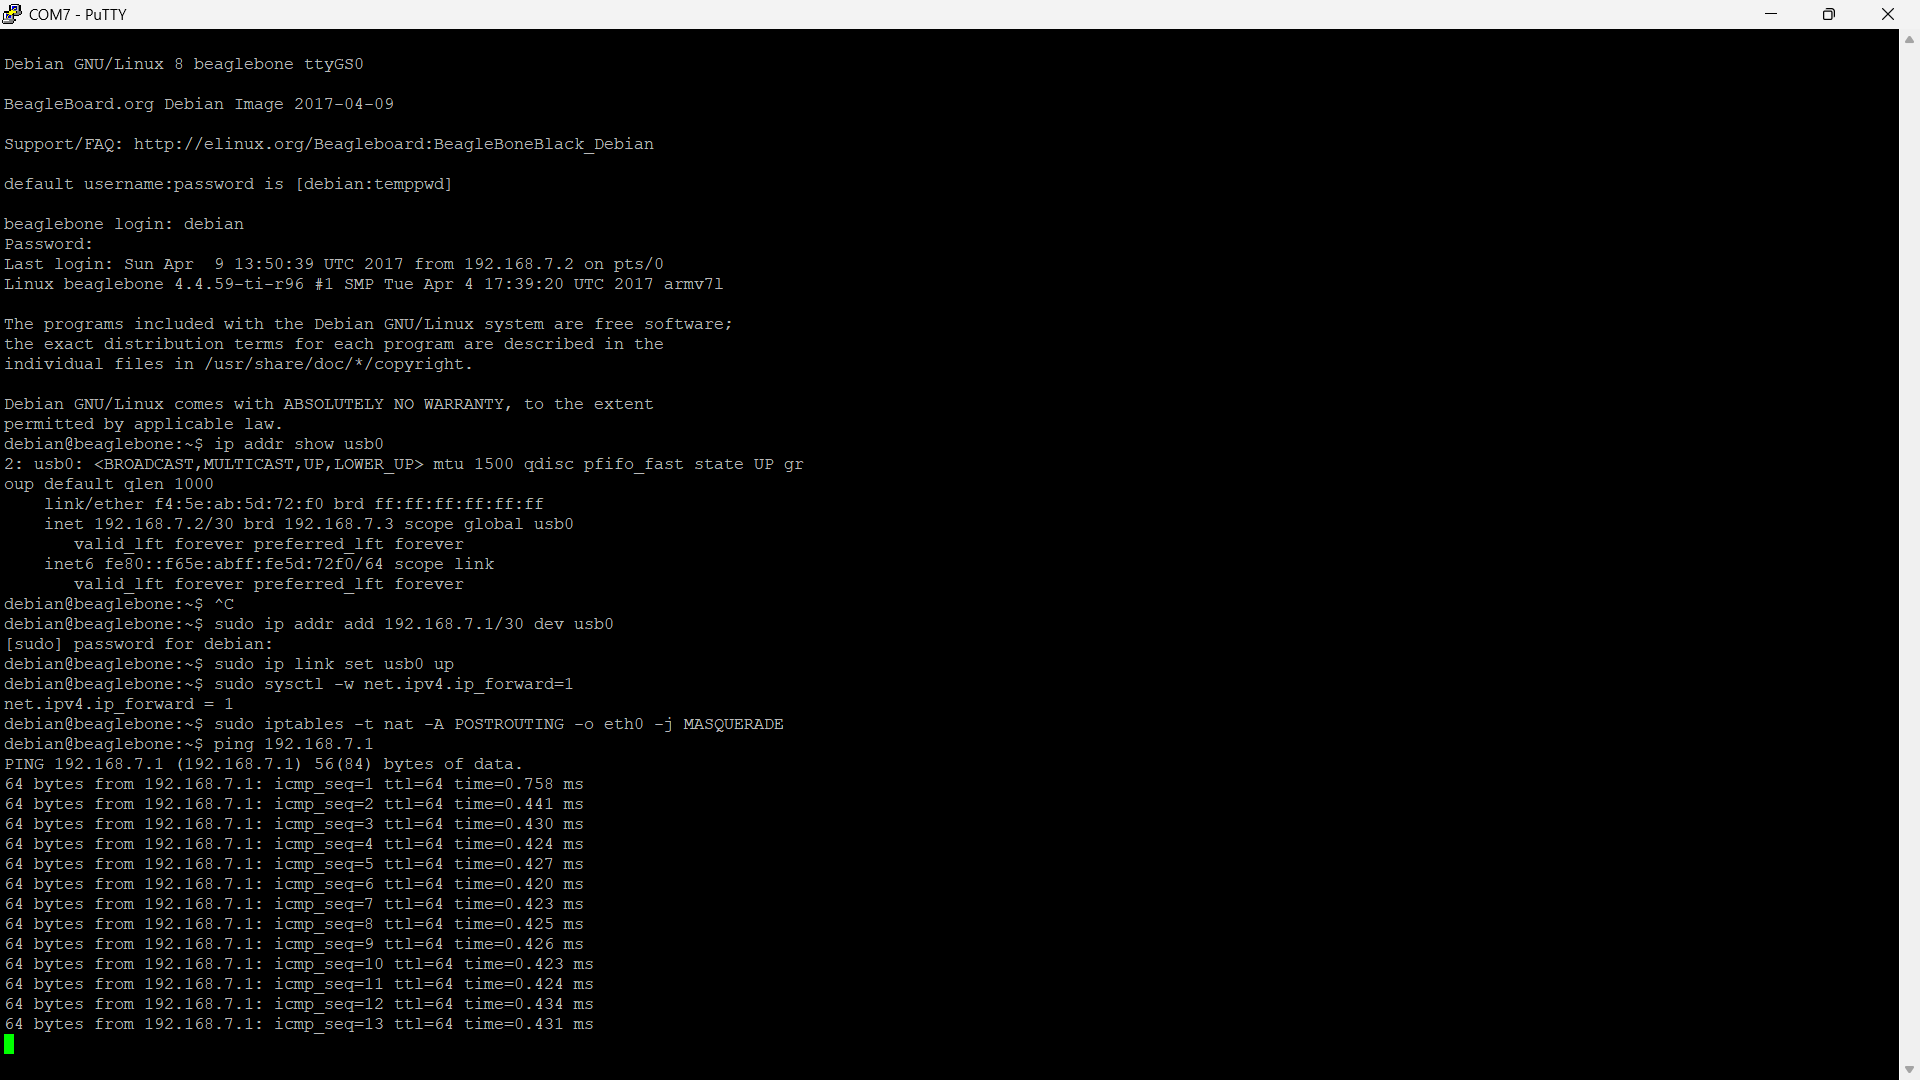 COM7 - PuTTY
Debian GNU/Linux 8 beaglebone ttyGS0
BeagleBoard.org Debian Image 2017-04-09
Support/FAQ: http://elinux.org/Beagleboard:BeagleBoneBlack_Debian
default username:password is [debian:temppwd]
beaglebone login: debian
Password:
Last login: Sun Apr  9 13:50:39 UTC 2017 from 192.168.7.2 on pts/0
Linux beaglebone 4.4.59-ti-r96 #1 SMP Tue Apr 4 17:39:20 UTC 2017 armv7l
The programs included with the Debian GNU/Linux system are free software;
the exact distribution terms for each program are described in the
individual files in /usr/share/doc/*/copyright.
Debian GNU/Linux comes with ABSOLUTELY NO WARRANTY, to the extent
permitted by applicable law.
debian@beaglebone:~$ ip addr show usb0
2: usb0: <BROADCAST,MULTICAST,UP,LOWER_UP> mtu 1500 qdisc pfifo_fast state UP gr
oup default qlen 1000
    link/ether f4:5e:ab:5d:72:f0 brd ff:ff:ff:ff:ff:ff
    inet 192.168.7.2/30 brd 192.168.7.3 scope global usb0
       valid_lft forever preferred_lft forever
    inet6 fe80::f65e:abff:fe5d:72f0/64 scope link
       valid_lft forever preferred_lft forever
debian@beaglebone:~$ ^C
debian@beaglebone:~$ sudo ip addr add 192.168.7.1/30 dev usb0
[sudo] password for debian:
debian@beaglebone:~$ sudo ip link set usb0 up
debian@beaglebone:~$ sudo sysctl -w net.ipv4.ip_forward=1
net.ipv4.ip_forward = 1
debian@beaglebone:~$ sudo iptables -t nat -A POSTROUTING -o eth0 -j MASQUERADE
debian@beaglebone:~$ ping 192.168.7.1
PING 192.168.7.1 (192.168.7.1) 56(84) bytes of data.
64 bytes from 192.168.7.1: icmp_seq=1 ttl=64 time=0.758 ms
64 bytes from 192.168.7.1: icmp_seq=2 ttl=64 time=0.441 ms
64 bytes from 192.168.7.1: icmp_seq=3 ttl=64 time=0.430 ms
64 bytes from 192.168.7.1: icmp_seq=4 ttl=64 time=0.424 ms
64 bytes from 192.168.7.1: icmp_seq=5 ttl=64 time=0.427 ms
64 bytes from 192.168.7.1: icmp_seq=6 ttl=64 time=0.420 ms
64 bytes from 192.168.7.1: icmp_seq=7 ttl=64 time=0.423 ms
64 bytes from 192.168.7.1: icmp_seq=8 ttl=64 time=0.425 ms
64 bytes from 192.168.7.1: icmp_seq=9 ttl=64 time=0.426 ms
64 bytes from 192.168.7.1: icmp_seq=10 ttl=64 time=0.423 ms
64 bytes from 192.168.7.1: icmp_seq=11 ttl=64 time=0.424 ms
64 bytes from 192.168.7.1: icmp_seq=12 ttl=64 time=0.434 ms
64 bytes from 192.168.7.1: icmp_seq=13 ttl=64 time=0.431 ms